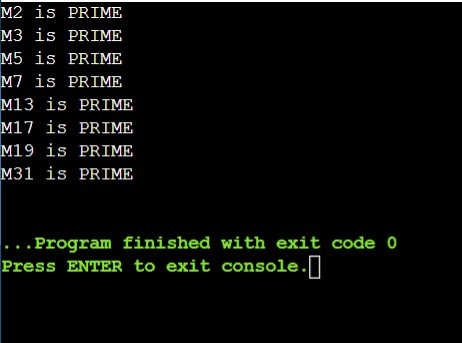 M2 is PRIME
M3 is PRIME
M5 is PRIME
M7 is PRIME
M13 is PRIME
M17 is PRIME
M19 is PRIME
M31 is PRIME
...Program finished with exit code 0
Press ENTER to exit console.